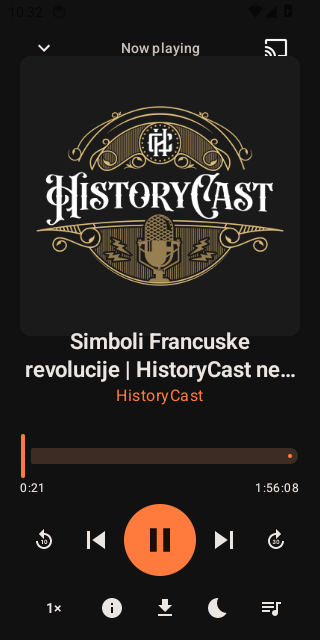 10:32
Now playing
HC
HISTORYCAST
Simboli Francuske
revolucije | HistoryCast ne...
HistoryCast
0:21
1:56:08
10
30
1×